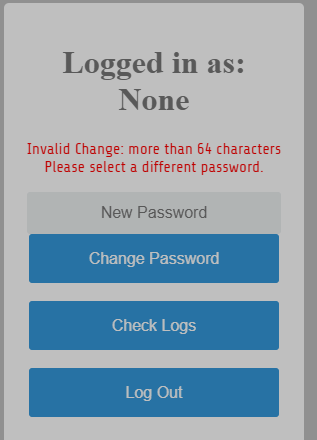 Logged in as:
None
Invalid Change: more than 64 characters
Please select a different password.
New Password
Change Password
Check Logs
Log Out